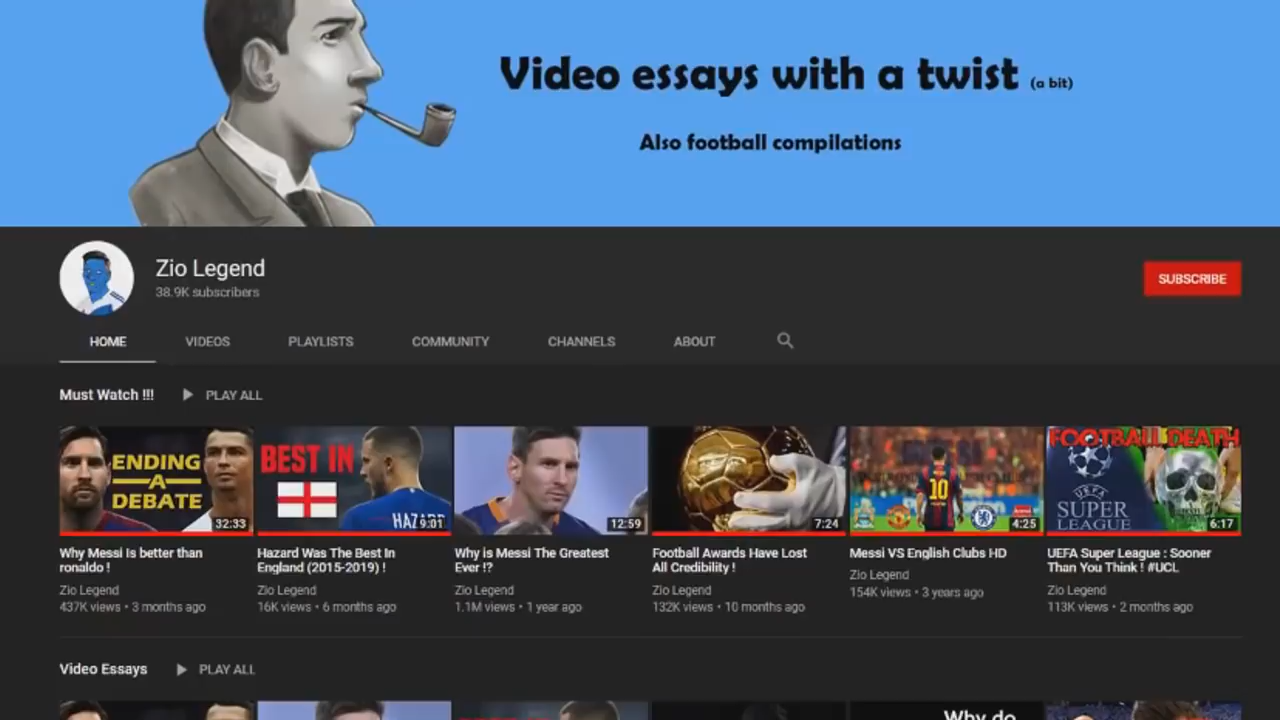 Video essays with a twist (a bit)
Also football compilations
Zio Legend
38.9K subscribers
SUBSCRIBE
HOME VIDEOS PLAYLISTS COMMUNITY CHANNELS ABOUT
Must Watch !!! PLAY ALL
ENDING
A
DEBATE
32:33
BEST IN
HAZARD
9:01
12:59
7:24
10
4:25
FOOTBALL DEATH
UEFA
SUPER
LEAGUE
6:17
Why Messi Is better than
ronaldo !
Zio Legend
437K views • 3 months ago
Hazard Was The Best In
England (2015-2019) !
Zio Legend
16K views • 6 months ago
Why is Messi The Greatest
Ever !?
Zio Legend
1.1M views • 1 year ago
Football Awards Have Lost
All Credibility !
Zio Legend
132K views • 10 months ago
Messi VS English Clubs HD
Zio Legend
154K views • 3 years ago
UEFA Super League : Sooner
Than You Think ! #UCL
Zio Legend
113K views • 2 months ago
Video Essays PLAY ALL
Why do